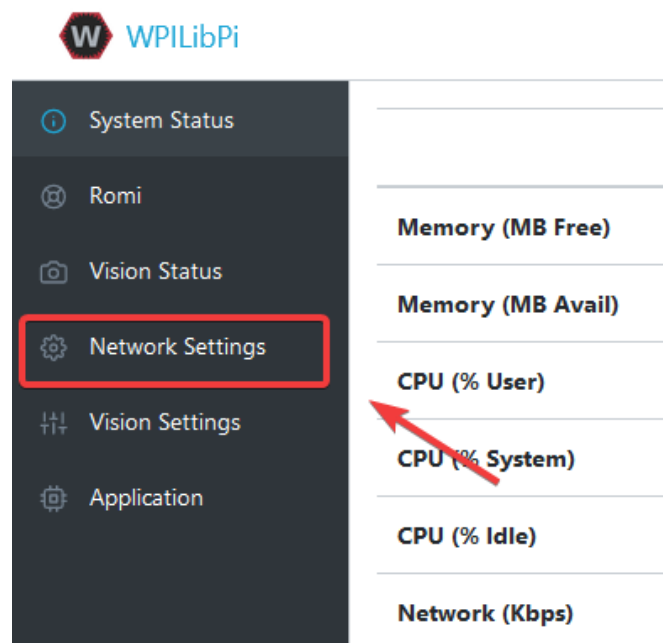 W WPILibPi
System Status
Romi
Vision Status
Network Settings
Vision Settings
Application
Memory (MB Free)
Memory (MB Avail)
CPU (% User)
CPU (% System)
CPU (% Idle)
Network (Kbps)